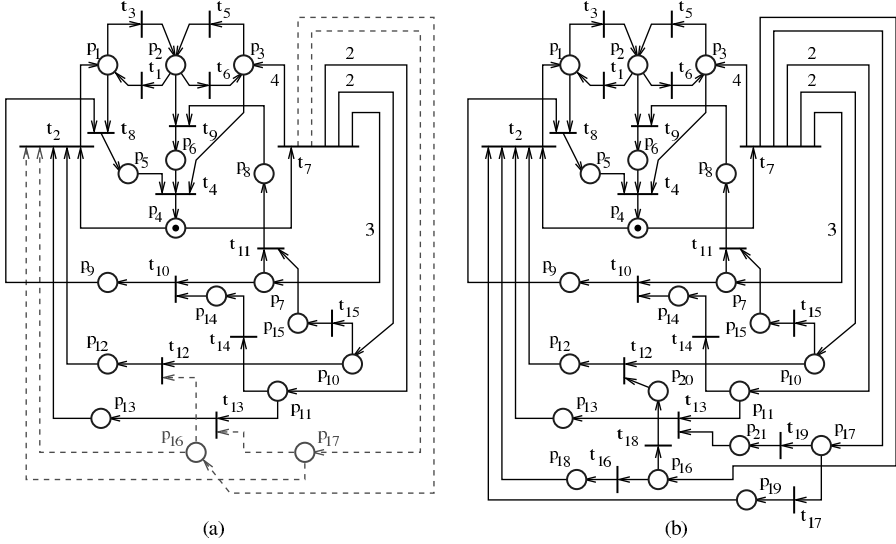 t3 t5 t3 t5
p1 p2 p3 p1 p2 p3
2 2
t1 t6 4 2 t1 t6 4 2
t2 t8 t9 t2 t8 t9
p5 p6 p8 t7 p5 p6 p8 t7
t4 t4
p4 p4
3 3
t11 t11
p9 t10 p7 p9 t10 p7
p14 p15 t15 p14 p15 t15
t14 t14
p12 t12 p10 p12 t12 p10
p20
p13 t13 p11 p13 t13 p11
p16 p17 t18 p21 t19 p17
p18 t16 p16
p19
t17
(a) (b)